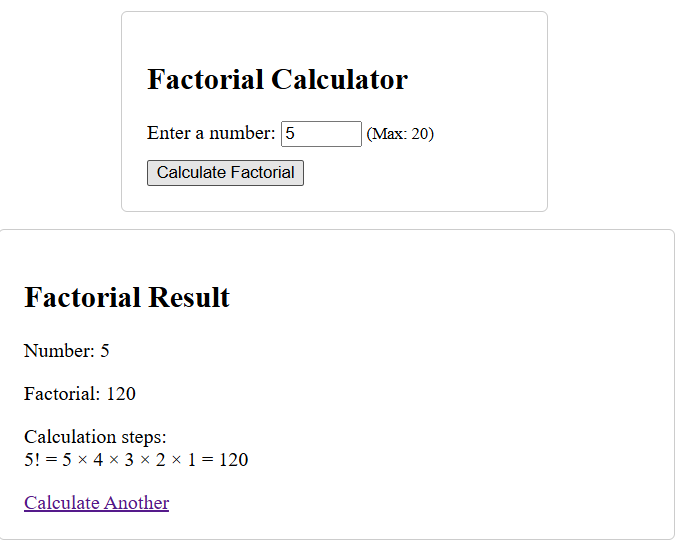 Factorial Calculator
Enter a number: 5 (Max: 20)
Calculate Factorial
Factorial Result
Number: 5
Factorial: 120
Calculation steps:
5! = 5 × 4 × 3 × 2 × 1 = 120
Calculate Another